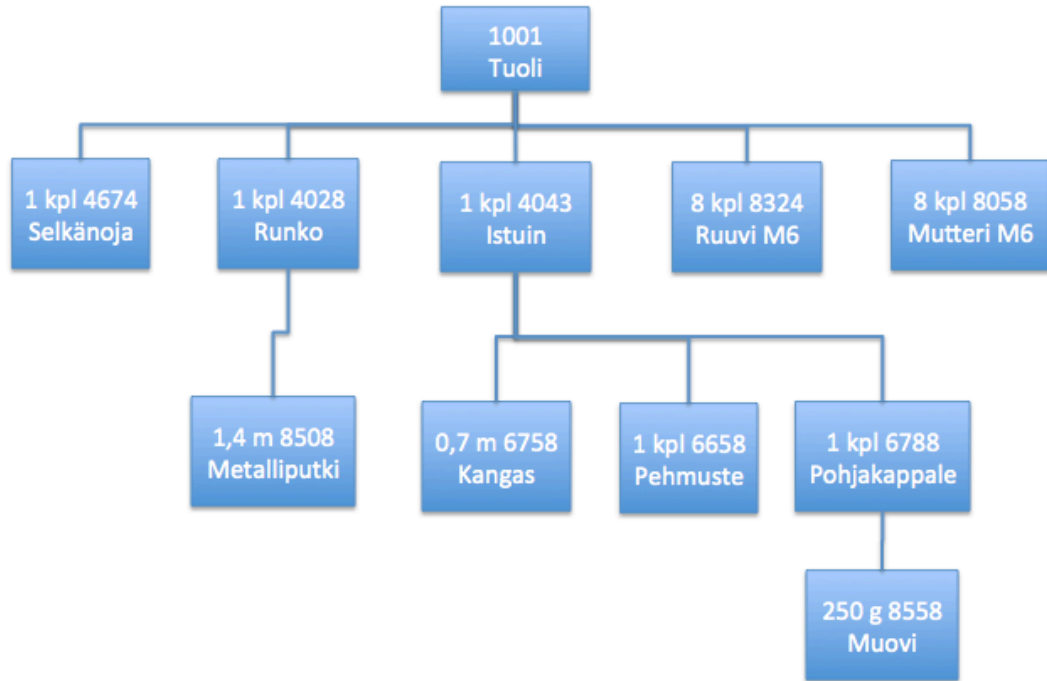 1001
Tuoli
1 kpl 4674
Selkänoja
1 kpl 4028
Runko
1 kpl 4043
Istuin
8 kpl 8324
Ruuvi M6
8 kpl 8058
Mutteri M6
1,4 m 8508
Metalliputki
0,7 m 6758
Kangas
1 kpl 6658
Pehmuste
1 kpl 6788
Pohjakappale
250 g 8558
Muovi